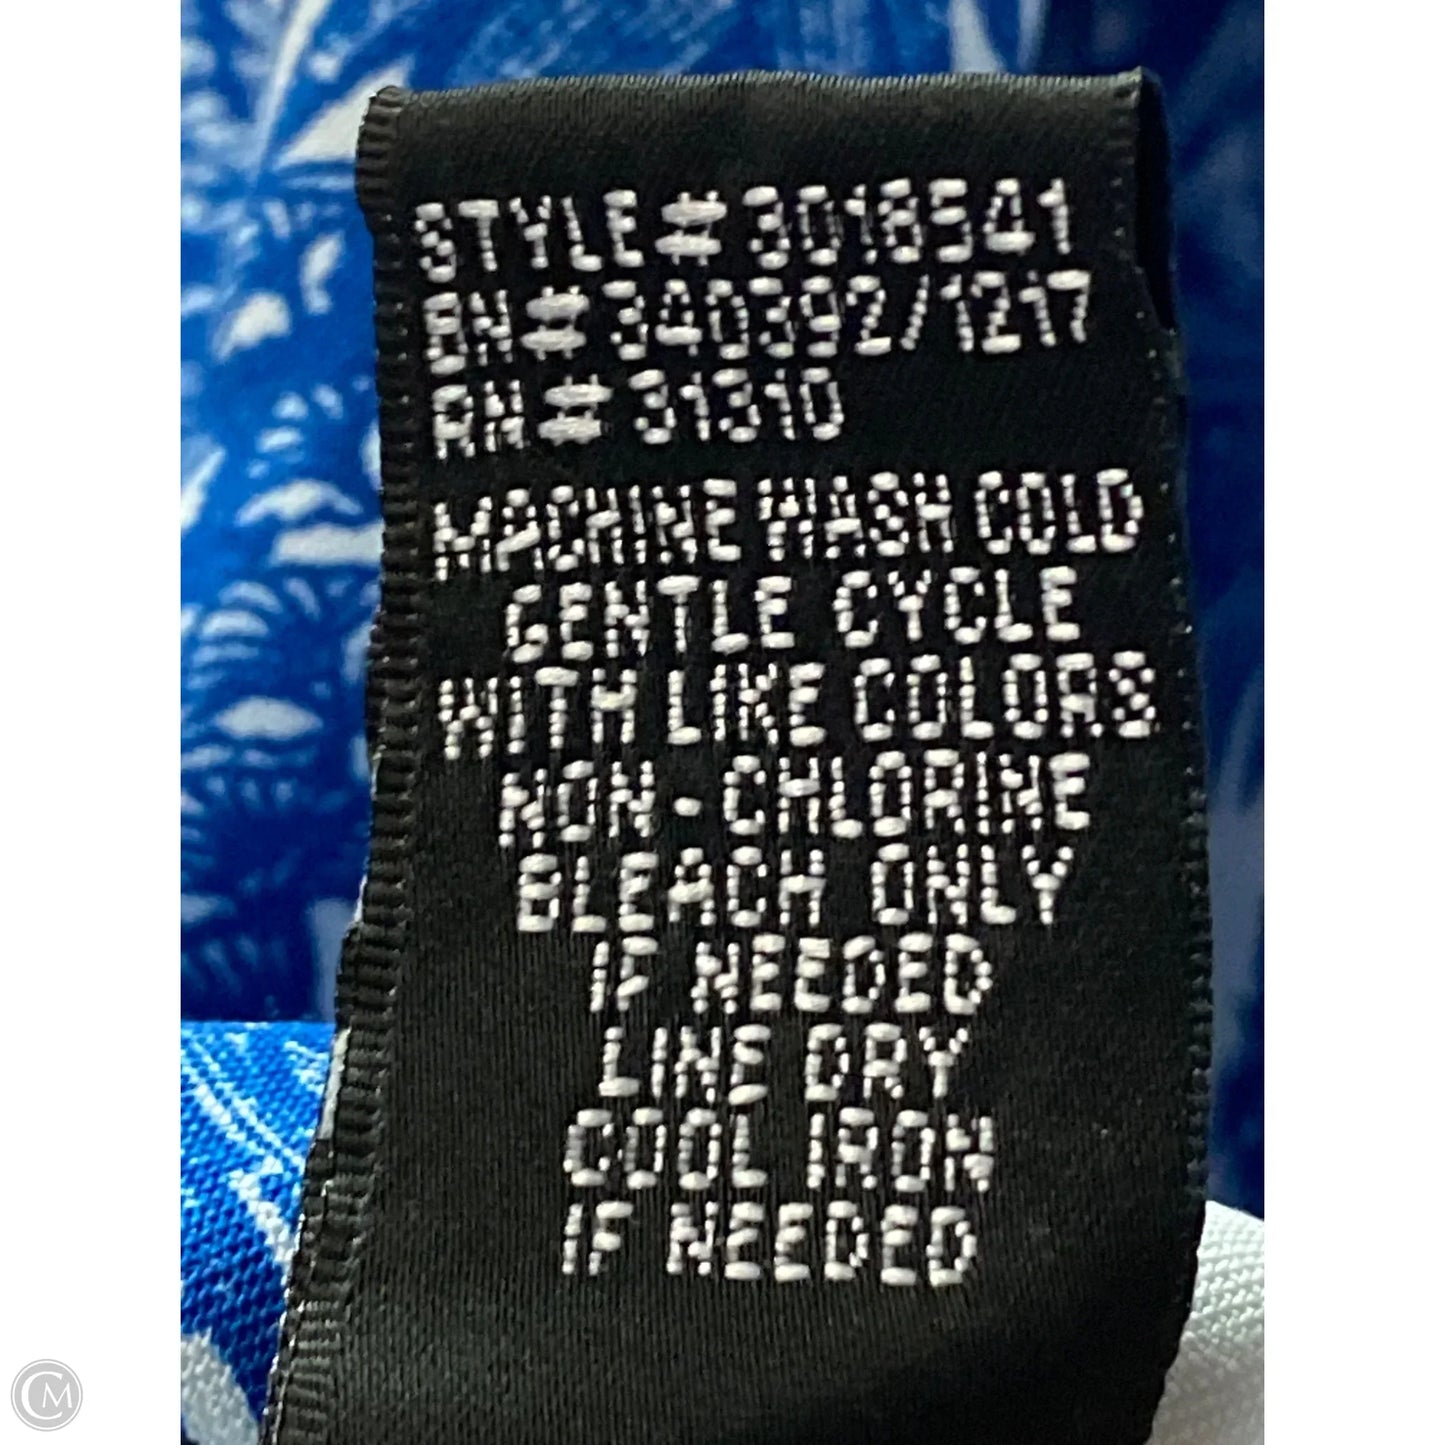 STYLE # 3018541
BN # 340392/1217
RN # 31310
MACHINE WASH COLD
GENTLE CYCLE
WITH LIKE COLORS
NON - CHLORINE
BLEACH ONLY
IF NEEDED
LINE DRY
COOL IRON
IF NEEDED
CM